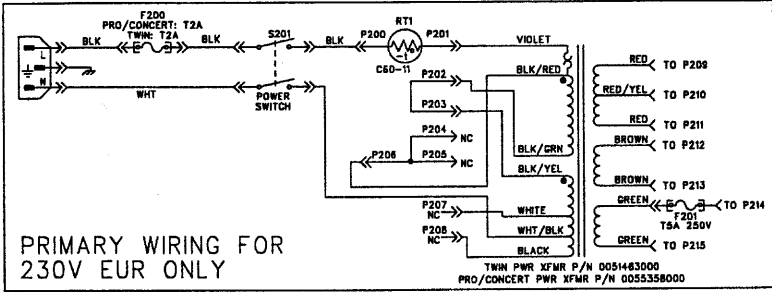 F200
PRO/CONCERT: T2A
TWIN: T2A
BLK
BLK
S201
BLK
P200
RT1
P201
VIOLET
-t
C60-11
L
N
WHT
POWER
SWITCH
P202
BLK/RED
P203
P204
NC
P206
P205
NC
BLK/GRN
BLK/YEL
P207
NC
WHITE
WHT/BLK
P208
NC
BLACK
RED
TO P209
RED/YEL
TO P210
RED
TO P211
BROWN
TO P212
BROWN
TO P213
GREEN
TO P214
F201
T5A 250V
GREEN
TO P215
PRIMARY WIRING FOR
230V EUR ONLY
TWIN PWR XFMR P/N 0051463000
PRO/CONCERT PWR XFMR P/N 0055358000